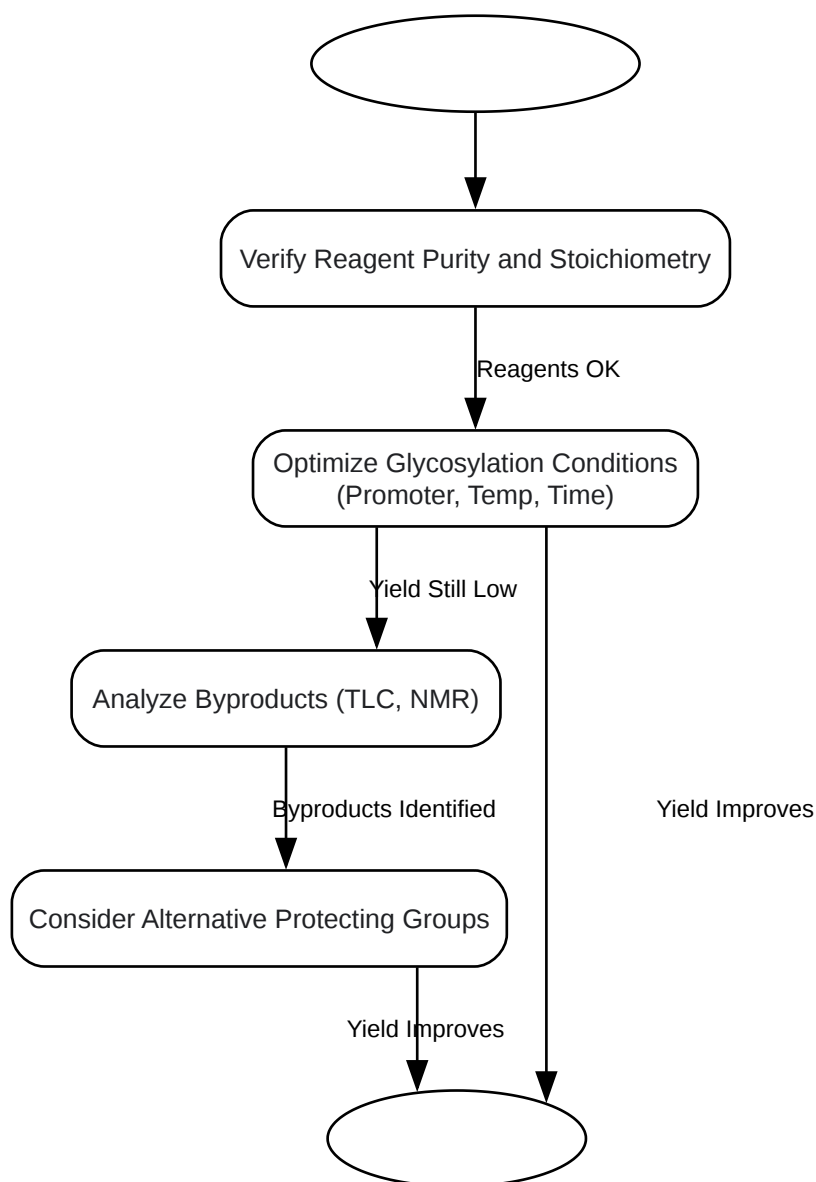 Verify Reagent Purity and Stoichiometry
Reagents OK
Optimize Glycosylation Conditions
(Promoter, Temp, Time)
Yield Still Low
Analyze Byproducts (TLC, NMR)
Byproducts Identified
Yield Improves
Consider Alternative Protecting Groups
Yield Improves